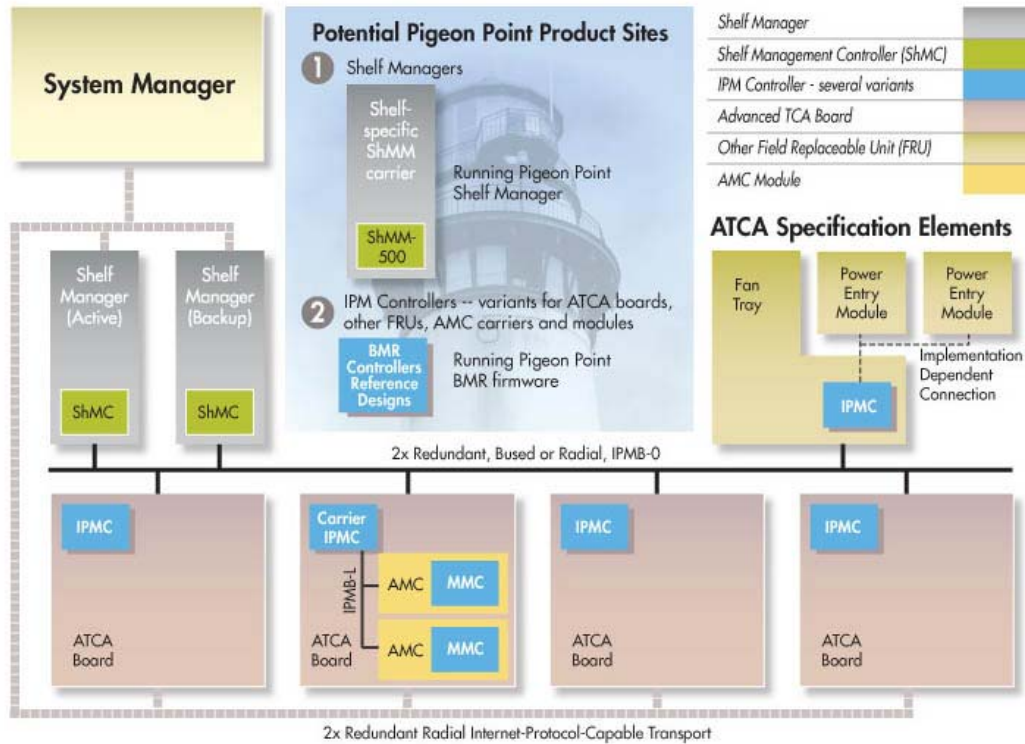 System Manager
Potential Pigeon Point Product Sites
1 Shelf Managers
Shelf-
specific
ShMM
carrier
Running Pigeon Point
Shelf Manager
ShMM-
500
2 IPM Controllers -- variants for ATCA boards,
other FRUs, AMC carriers and modules
BMR
Controllers
Reference
Designs
Running Pigeon Point
BMR firmware
Shelf Manager
Shelf Management Controller (ShMC)
IPM Controller - several variants
Advanced TCA Board
Other Field Replaceable Unit (FRU)
AMC Module
ATCA Specification Elements
Fan
Tray
Power
Entry
Module
Power
Entry
Module
Implementation
Dependent
Connection
IPMC
Shelf
Manager
(Active)
ShMC
Shelf
Manager
(Backup)
ShMC
2x Redundant, Bused or Radial, IPMB-0
IPMC
ATCA
Board
Carrier
IPMC
IPMB-L
AMC MMC
AMC MMC
ATCA
Board
IPMC
ATCA
Board
IPMC
ATCA
Board
2x Redundant Radial Internet-Protocol-Capable Transport